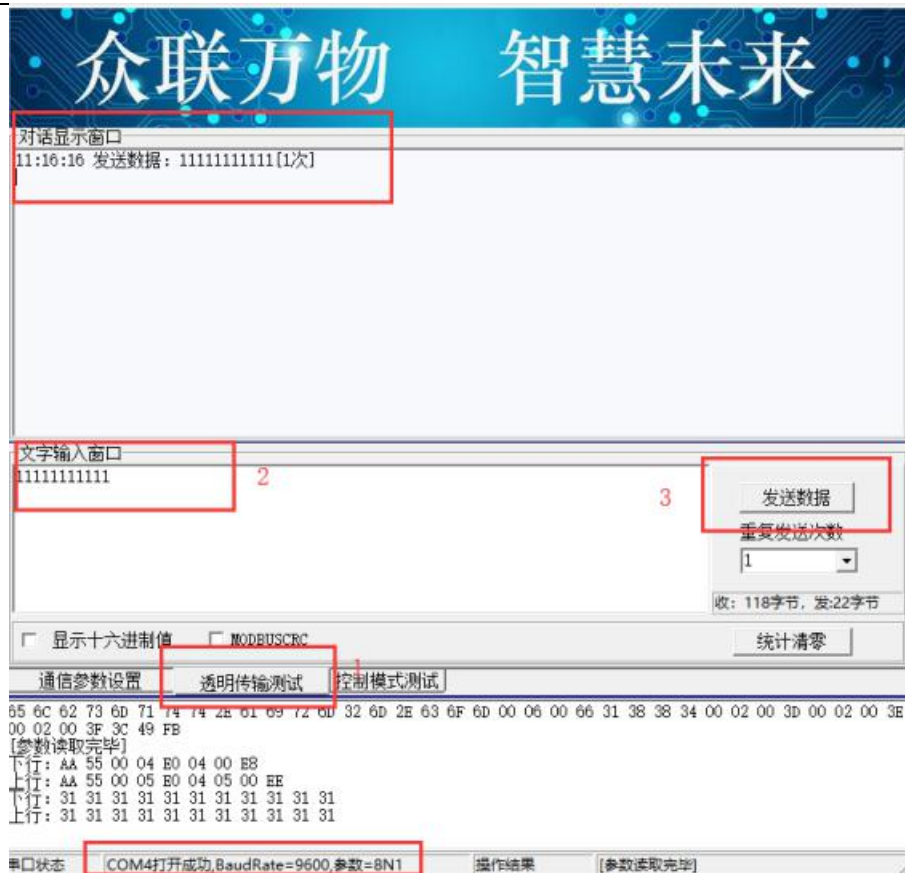 众联万物 智慧未来
对话显示窗口
11:16:16 发送数据：11111111111[1次]
文字输入窗口
11111111111
2
3
发送数据
重复发送次数
1
收：118字节，发:22字节
显示十六进制值 MODBUSCRC
统计清零
1
通信参数设置 透明传输测试 控制模式测试
65 6C 62 73 6D 71 74 74 2E 61 69 72 6D 32 6D 2E 63 6F 6D 00 06 00 66 31 38 38 34 00 02 00 3D 00 02 00 3E
00 02 00 3F 3C 49 FB
[参数读取完毕]
下行: AA 55 00 04 E0 04 00 E8
上行: AA 55 00 05 E0 04 05 00 EE
下行: 31 31 31 31 31 31 31 31 31 31 31
上行: 31 31 31 31 31 31 31 31 31 31 31
串口状态 COM4打开成功,BaudRate=9600,参数=8N1 操作结果 [参数读取完毕]